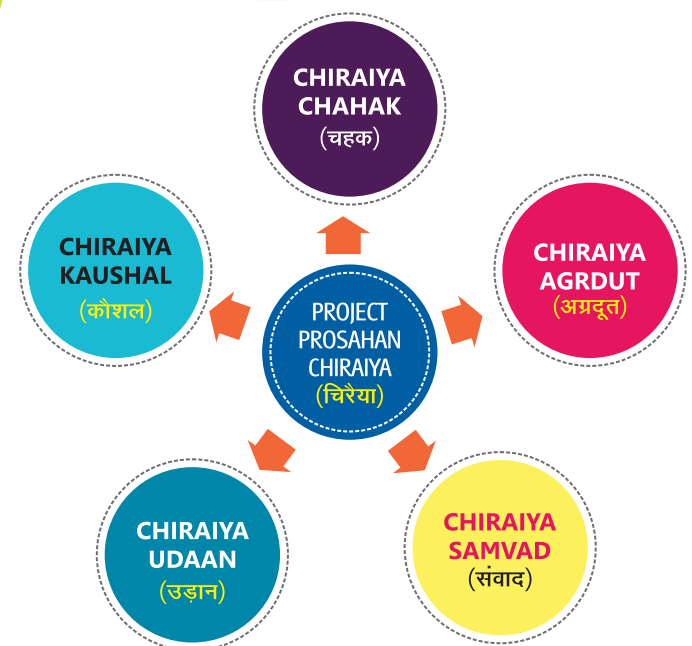 CHIRAIYA
CHAHAK
(चहक)
CHIRAIYA
KAUSHAL
(कौशल)
CHIRAIYA
AGRDUT
(अग्रदूत)
PROJECT
PROSAHAN
CHIRAIYA
(चिरैया)
CHIRAIYA
UDAAN
(उड़ान)
CHIRAIYA
SAMVAD
(संवाद)